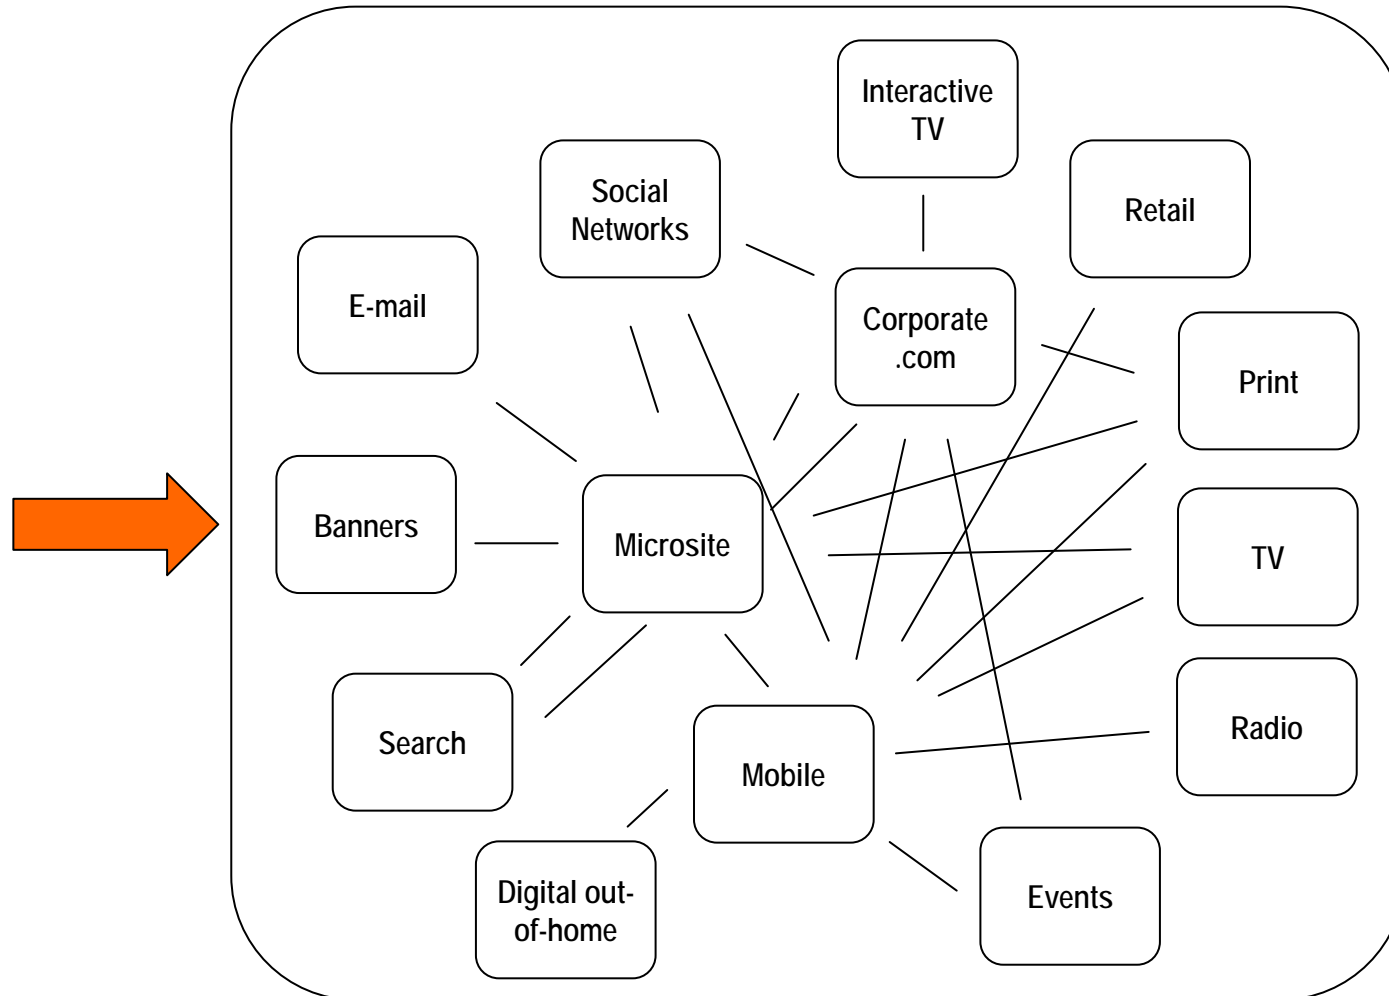 Interactive
TV
Social
Networks
Retail
E-mail
Corporate
.com
Print
Banners
Microsite
TV
Search
Mobile
Radio
Digital out-
of-home
Events